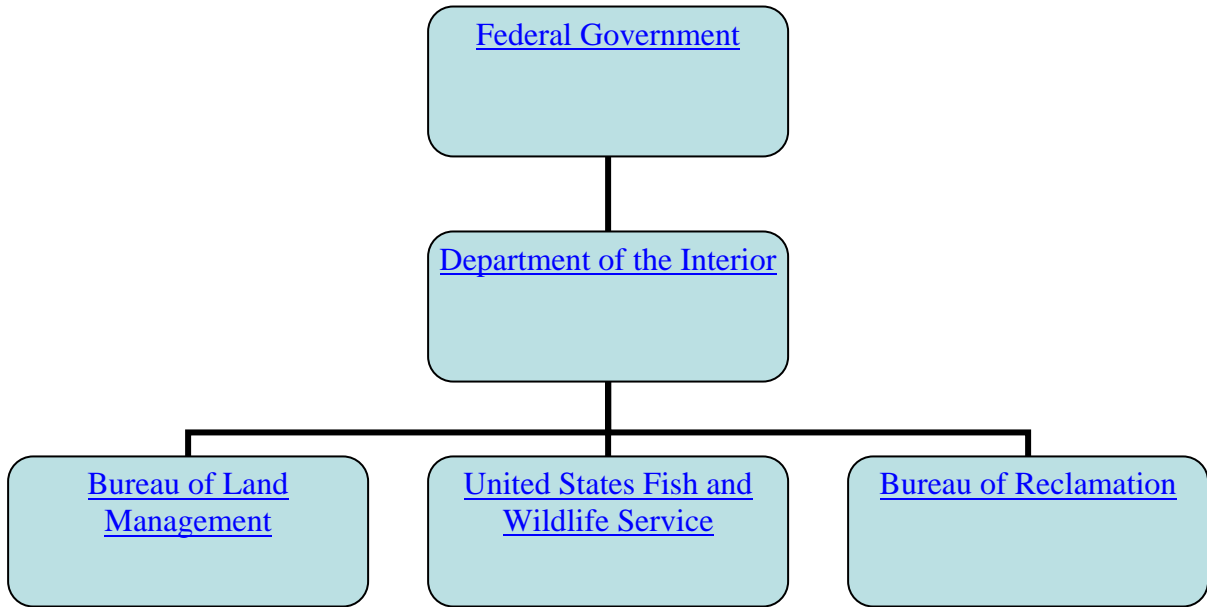 Federal Government
Department of the Interior
Bureau of Land
Management
United States Fish and
Wildlife Service
Bureau of Reclamation